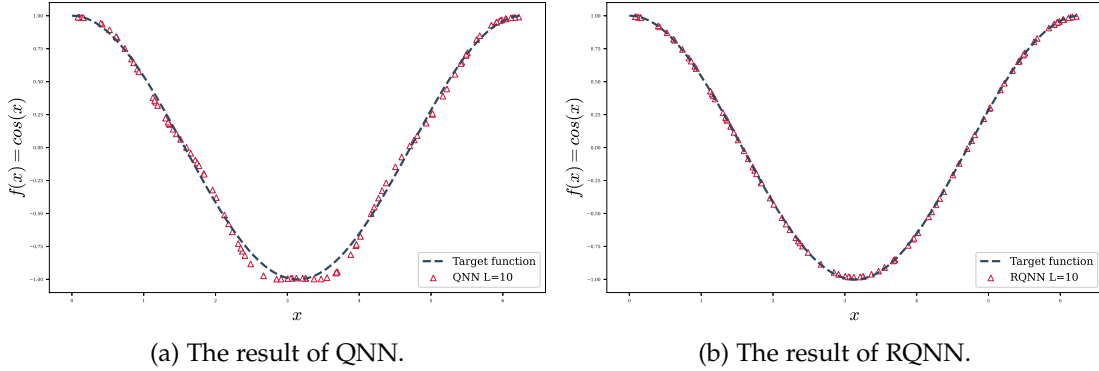 1.00
0.75
0.50
0.25
0.00
−0.25
−0.50
−0.75
−1.00
f(x) = cos(x)
0 1 2 3 4 5 6
x
Target function
QNN L=10
(a) The result of QNN.
1.00
0.75
0.50
0.25
0.00
−0.25
−0.50
−0.75
−1.00
f(x) = cos(x)
0 1 2 3 4 5 6
x
Target function
RQNN L=10
(b) The result of RQNN.